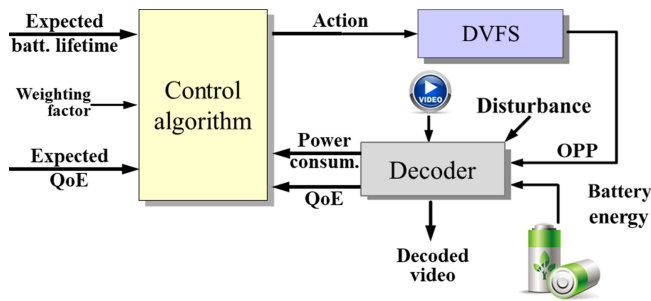 Expected
batt. lifetime
Weighting
factor
Expected
QoE
Control
algorithm
Action
DVFS
VIDEO
Disturbance
Power
consum.
QoE
Decoder
OPP
Battery
energy
Decoded
video